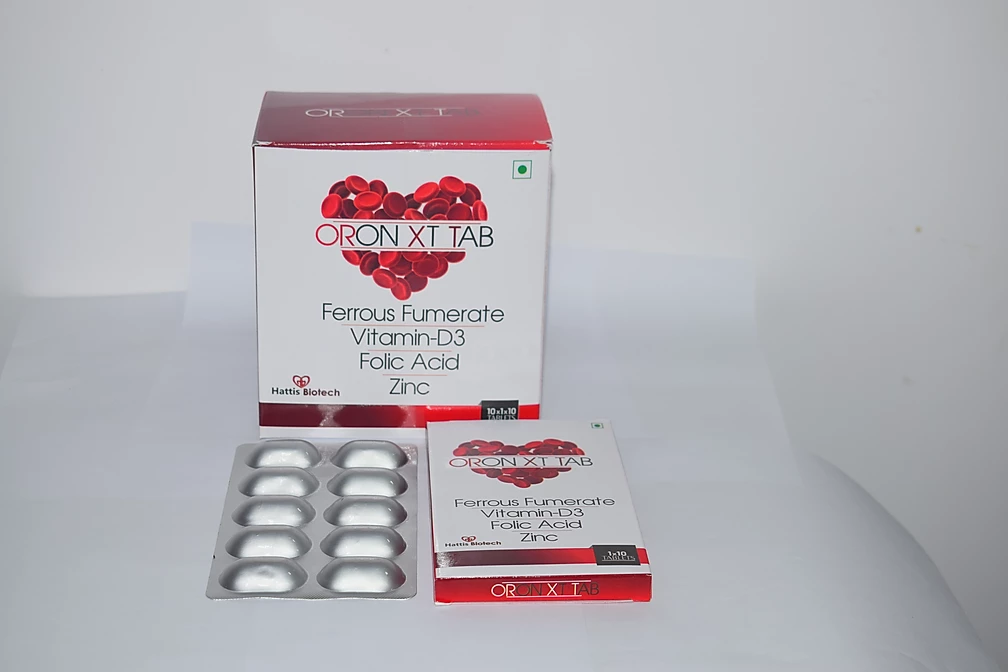 ORON XT TAB
ORON XT TAB
Ferrous Fumerate
Vitamin-D3
Folic Acid
Zinc
Hattis Biotech
10x1x10
TABLETS
ORON XT TAB
Ferrous Fumerate
Vitamin-D3
Folic Acid
Zinc
Hattis Biotech
1x10
TABLETS
ORON XT TAB